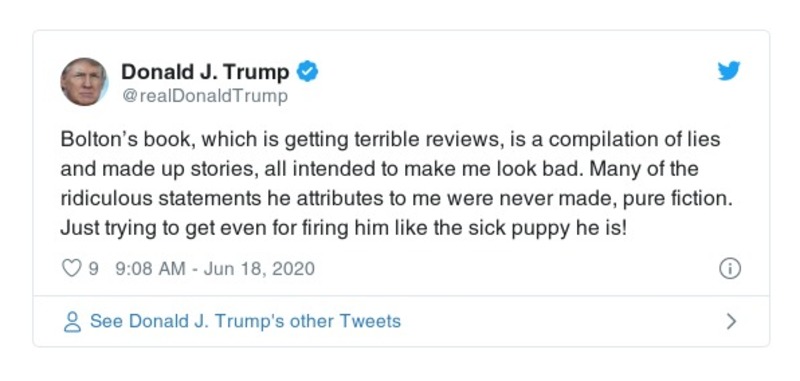 Donald J. Trump
@realDonaldTrump
Bolton’s book, which is getting terrible reviews, is a compilation of lies
and made up stories, all intended to make me look bad. Many of the
ridiculous statements he attributes to me were never made, pure fiction.
Just trying to get even for firing him like the sick puppy he is!
9 9:08 AM - Jun 18, 2020
See Donald J. Trump's other Tweets